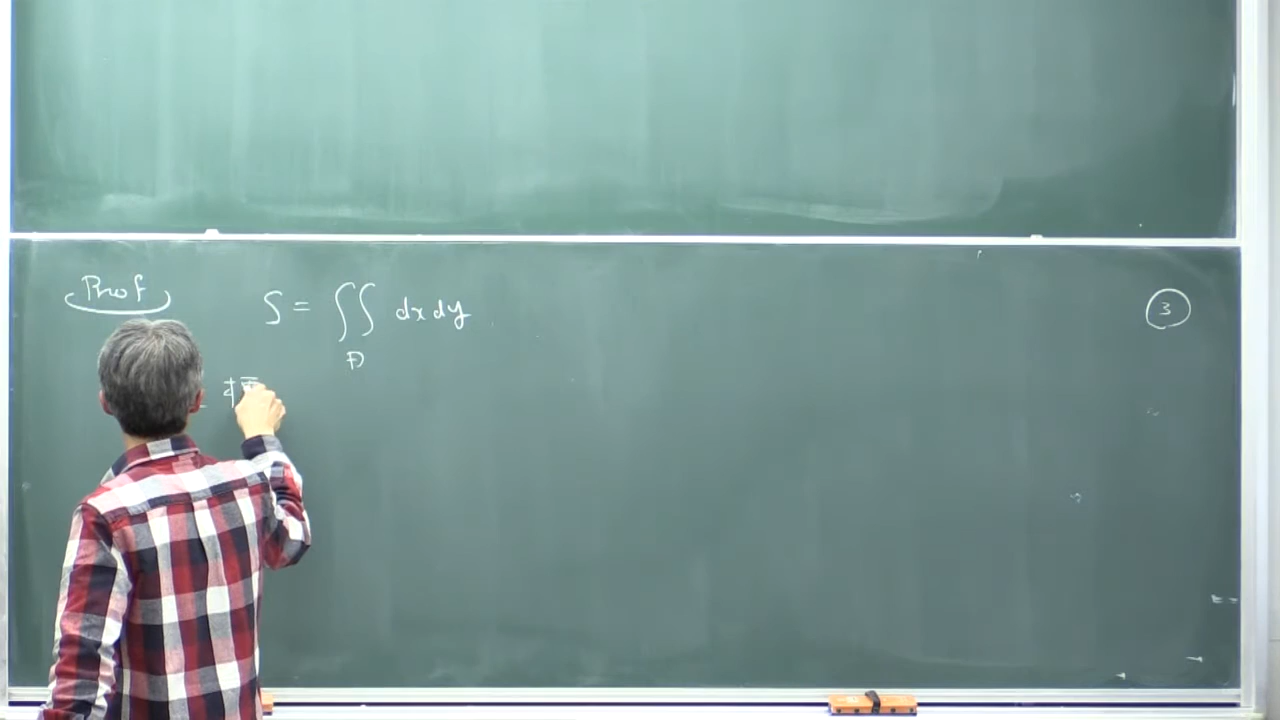 Proof S = ∬ dx dy ③
D